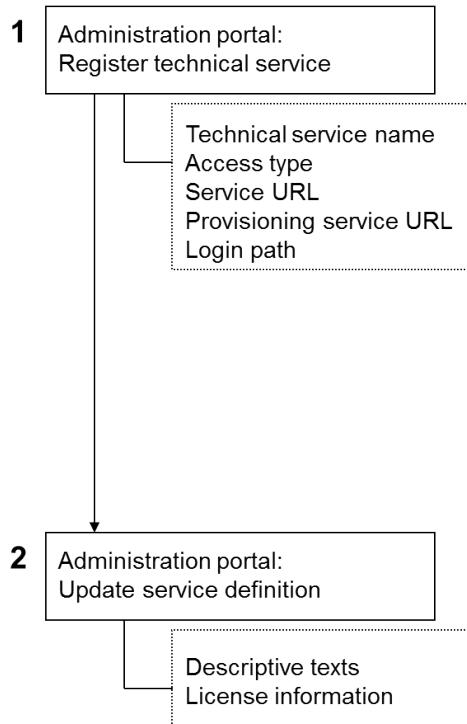 1
Administration portal:
Register technical service
Technical service name
Access type
Service URL
Provisioning service URL
Login path
2
Administration portal:
Update service definition
Descriptive texts
License information